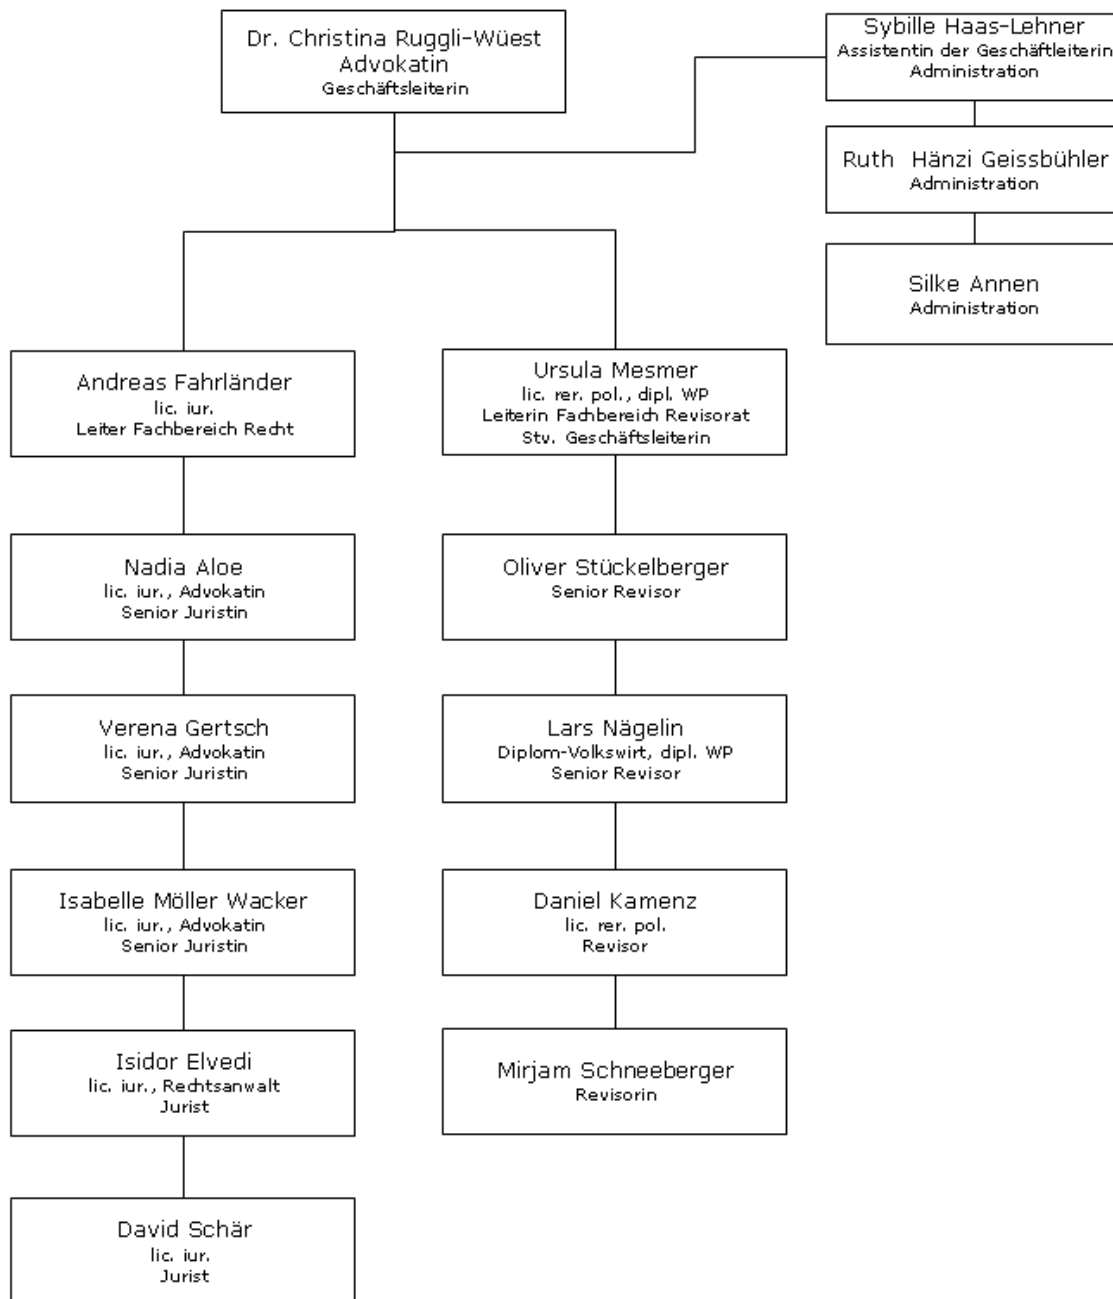 Dr. Christina Ruggli-Wüest
Advokatin
Geschäftsleiterin
Sybille Haas-Lehner
Assistentin der Geschäftleiterin
Administration
Ruth Hänzi Geissbühler
Administration
Silke Annen
Administration
Andreas Fahrländer
lic. iur.
Leiter Fachbereich Recht
Nadia Aloe
lic. iur., Advokatin
Senior Juristin
Verena Gertsch
lic. iur., Advokatin
Senior Juristin
Isabelle Möller Wacker
lic. iur., Advokatin
Senior Juristin
Isidor Elvedi
lic. iur., Rechtsanwalt
Jurist
David Schär
lic. iur.
Jurist
Ursula Mesmer
lic. rer. pol., dipl. WP
Leiterin Fachbereich Revisorat
Stv. Geschäftsleiterin
Oliver Stückelberger
Senior Revisor
Lars Nägelin
Diplom-Volkswirt, dipl. WP
Senior Revisor
Daniel Kamenz
lic. rer. pol.
Revisor
Mirjam Schneeberger
Revisorin